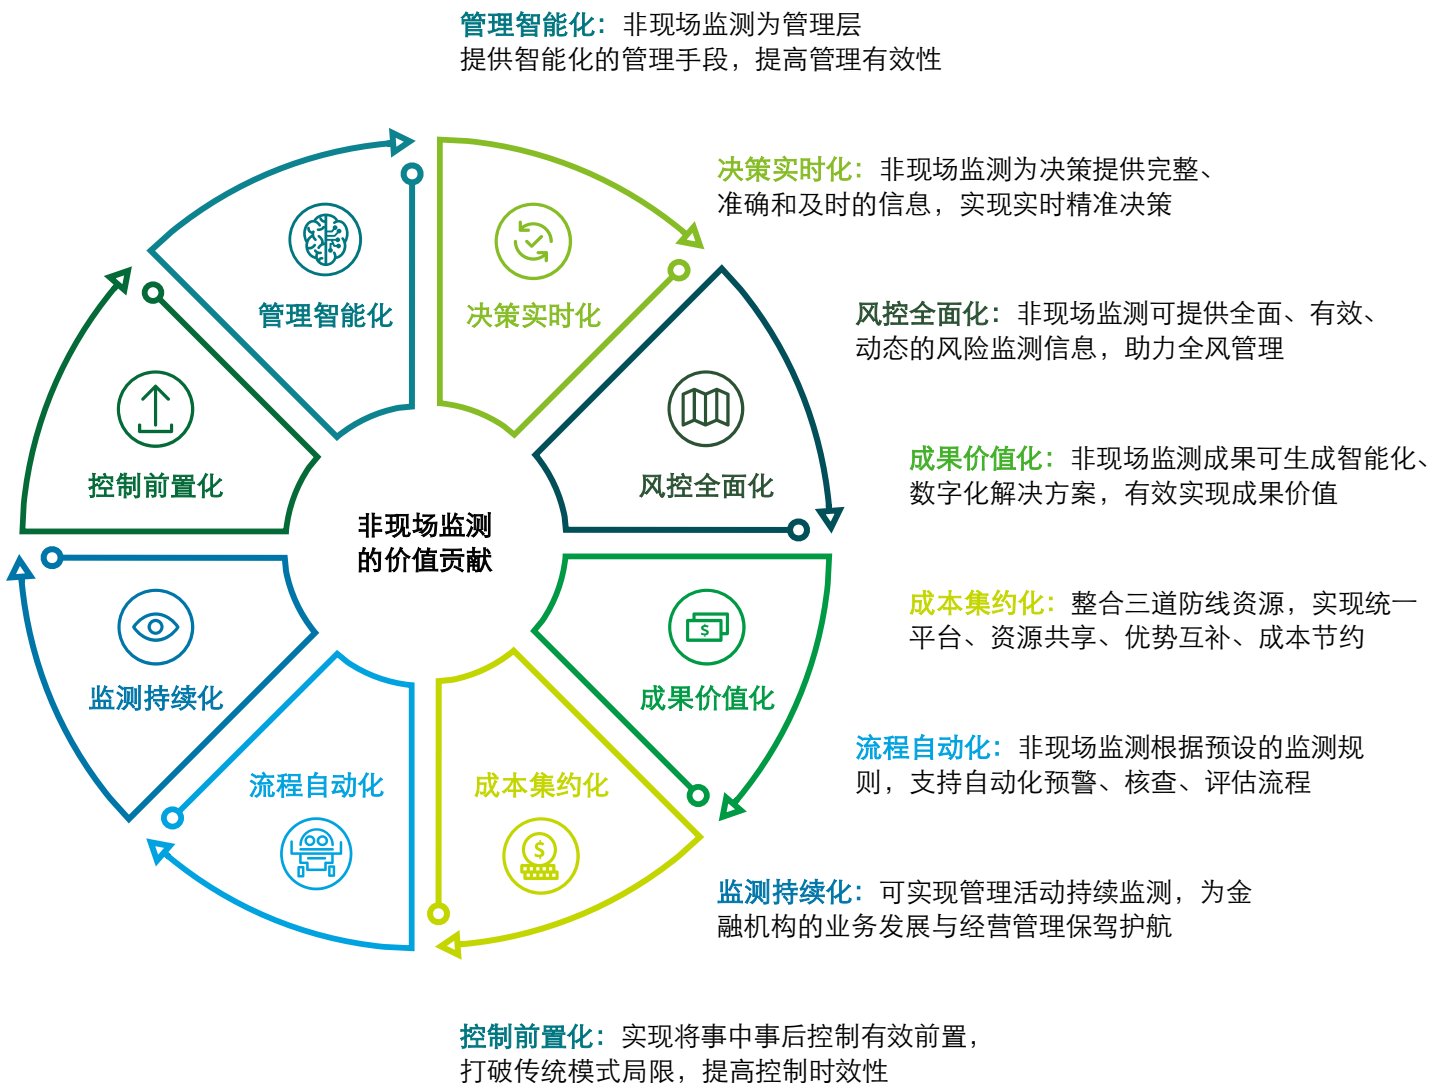 管理智能化：非现场监测为管理层
提供智能化的管理手段，提高管理有效性
决策实时化：非现场监测为决策提供完整、
准确和及时的信息，实现实时精准决策
风控全面化：非现场监测可提供全面、有效、
动态的风险监测信息，助力全风管理
成果价值化：非现场监测成果可生成智能化、
数字化解决方案，有效实现成果价值
成本集约化：整合三道防线资源，实现统一
平台、资源共享、优势互补、成本节约
流程自动化：非现场监测根据预设的监测规
则，支持自动化预警、核查、评估流程
监测持续化：可实现管理活动持续监测，为金
融机构的业务发展与经营管理保驾护航
控制前置化：实现将事中事后控制有效前置，
打破传统模式局限，提高控制时效性
管理智能化
决策实时化
风控全面化
成果价值化
成本集约化
流程自动化
监测持续化
控制前置化
非现场监测
的价值贡献
$
$